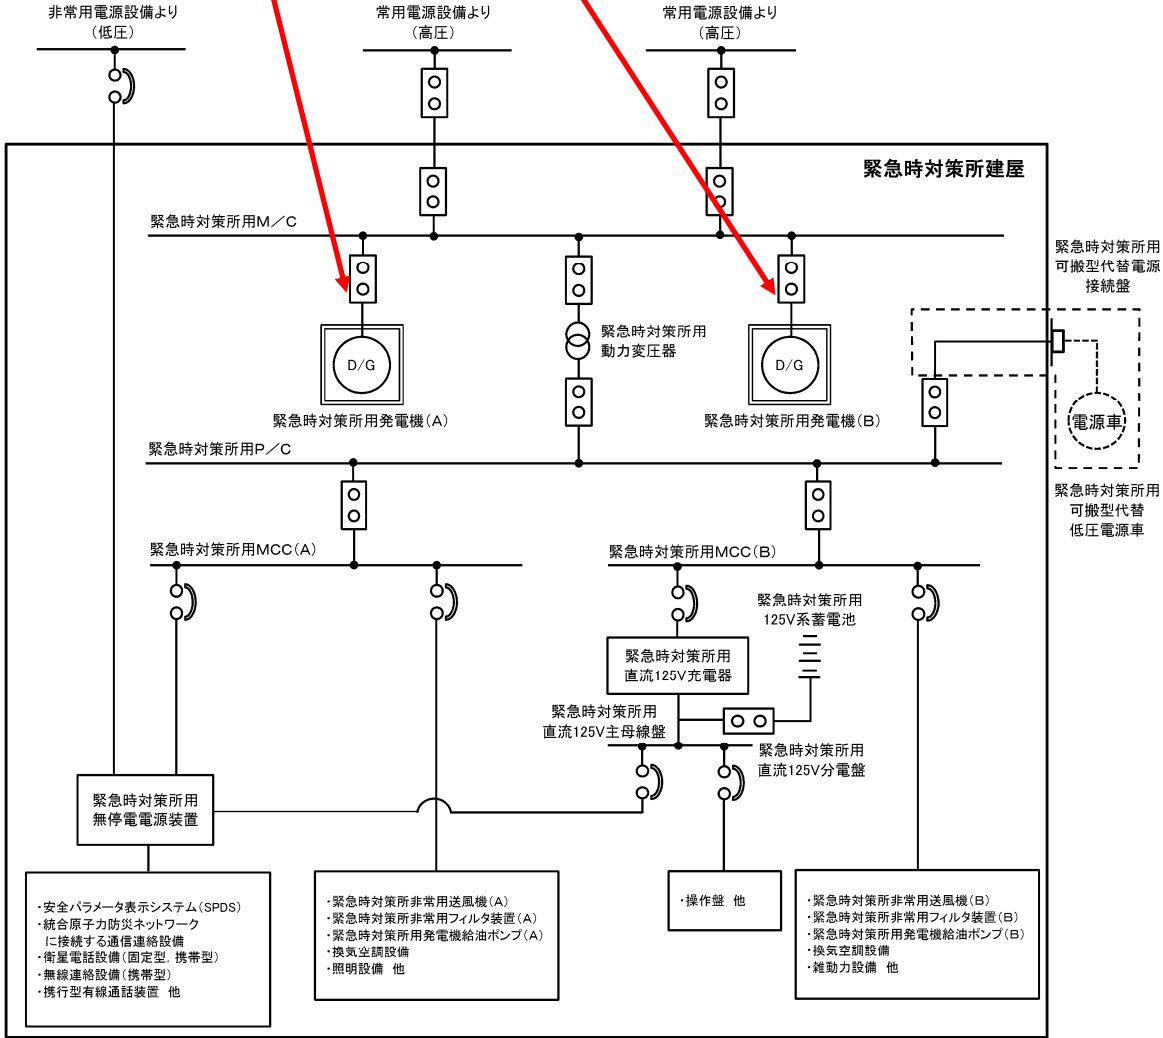 非常用電源設備より
（低圧）
常用電源設備より
（高圧）
常用電源設備より
（高圧）
緊急時対策所建屋
緊急時対策所用M／C
緊急時対策所用
可搬型代替電源
接続盤
緊急時対策所用
動力変圧器
D/G
D/G
緊急時対策所用発電機（A）
緊急時対策所用発電機（B）
電源車
緊急時対策所用P／C
緊急時対策所用
可搬型代替
低圧電源車
緊急時対策所用MCC（A）
緊急時対策所用MCC（B）
緊急時対策所用
125V系蓄電池
緊急時対策所用
直流125V充電器
緊急時対策所用
直流125V主母線盤
緊急時対策所用
直流125V分電盤
緊急時対策所用
無停電電源装置
・安全パラメータ表示システム（SPDS）
・統合原子力防災ネットワーク
に接続する通信連絡設備
・衛星電話設備（固定型，携帯型）
・無線連絡設備（携帯型）
・携行型有線通話装置　他
・緊急時対策所非常用送風機（A）
・緊急時対策所非常用フィルタ装置（A）
・緊急時対策所用発電機給油ポンプ（A）
・換気空調設備
・照明設備　他
・操作盤　他
・緊急時対策所非常用送風機（B）
・緊急時対策所非常用フィルタ装置（B）
・緊急時対策所用発電機給油ポンプ（B）
・換気空調設備
・雑動力設備　他